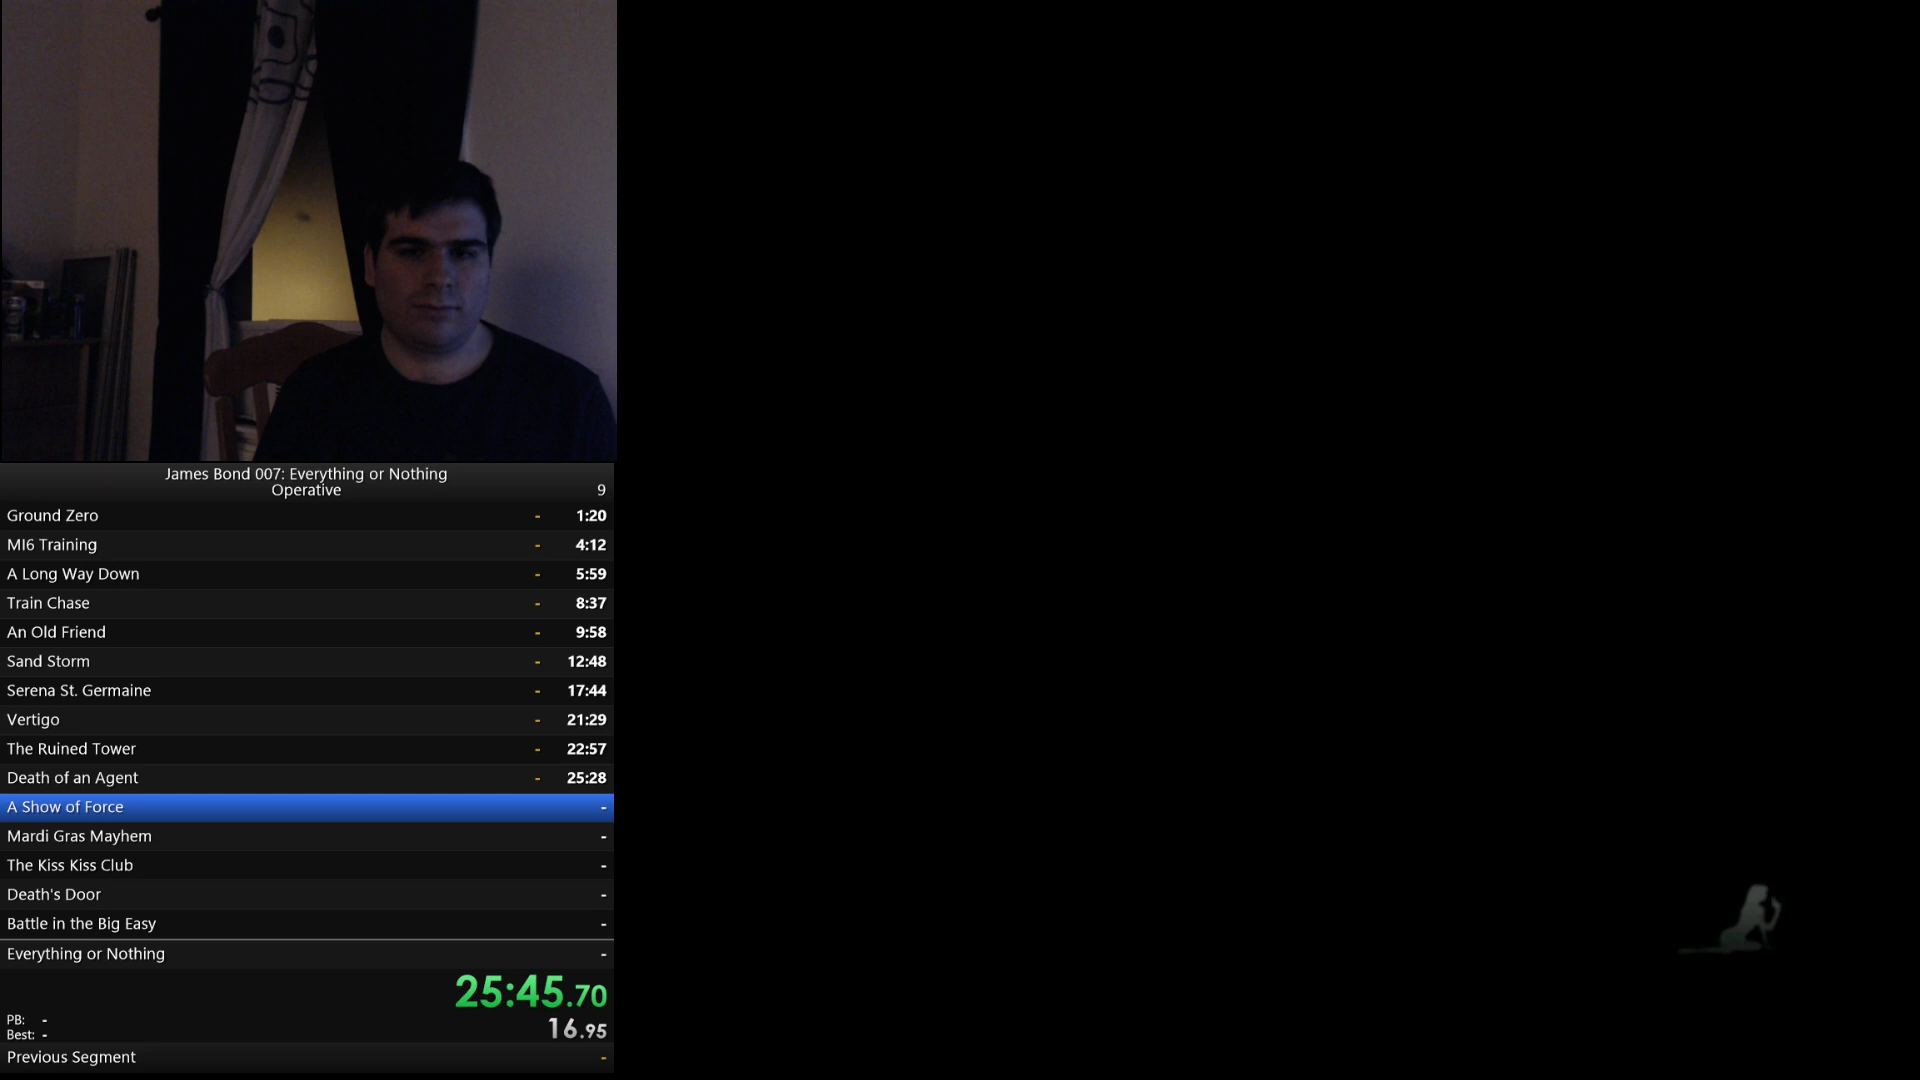 James Bond 007: Everything or Nothing
Operative 9
Ground Zero - 1:20
MI6 Training - 4:12
A Long Way Down - 5:59
Train Chase - 8:37
An Old Friend - 9:58
Sand Storm - 12:48
Serena St. Germaine - 17:44
Vertigo - 21:29
The Ruined Tower - 22:57
Death of an Agent - 25:28
A Show of Force -
Mardi Gras Mayhem -
The Kiss Kiss Club -
Death's Door -
Battle in the Big Easy -
Everything or Nothing -
25:45.70
PB: -
16.95
Best: -
Previous Segment -